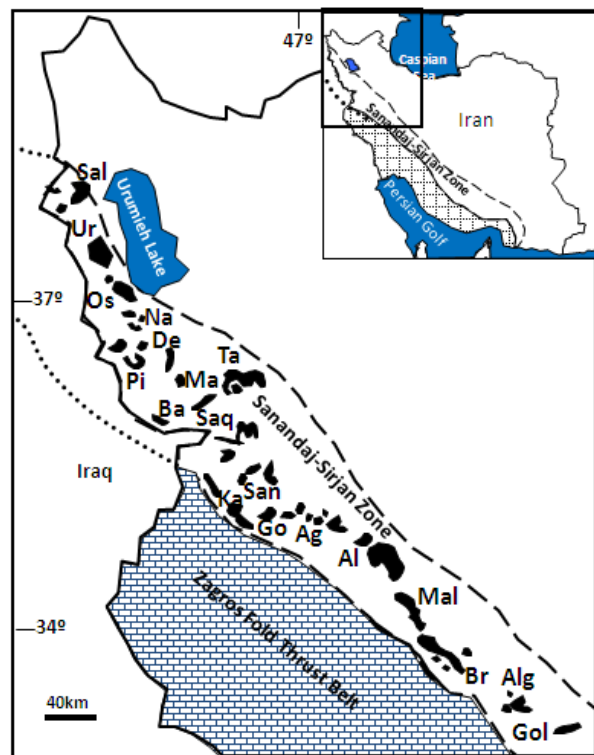 47º
Caspian
Sea
Iran
Sanandaj-Sirjan Zone
Persian Golf
Sal
Urumieh Lake
Ur
37º
Os
Na
De
Ta
Pi
Ma
Ba
Saq
Sanandaj-Sirjan Zone
Iraq
San
Ka
Go
Ag
Al
Zagros Fold Thrust Belt
Mal
34º
Br
Alg
40km
Gol